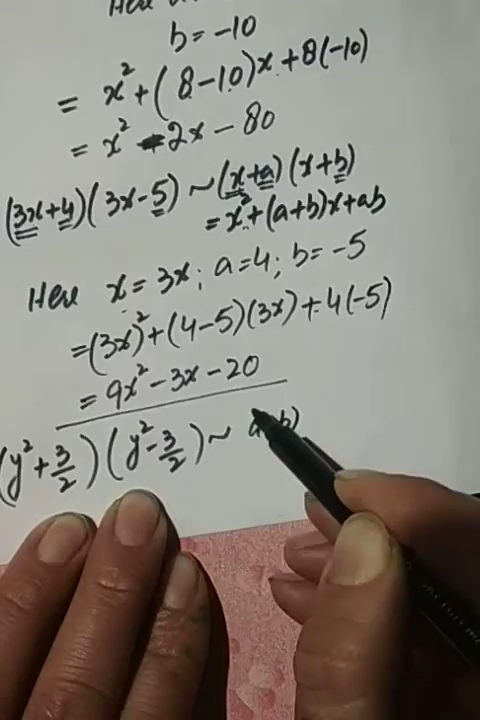 Here
b = -10
= x² + (8-10)x + 8(-10)
= x² - 2x - 80
(3x+4)(3x-5) ~ (x+a)(x+b)
= x² + (a+b)x + ab
Here x = 3x; a=4; b= -5
= (3x)² + (4-5)(3x) + 4(-5)
= 9x² - 3x - 20
(y² + 3/2)(y² - 3/2) ~